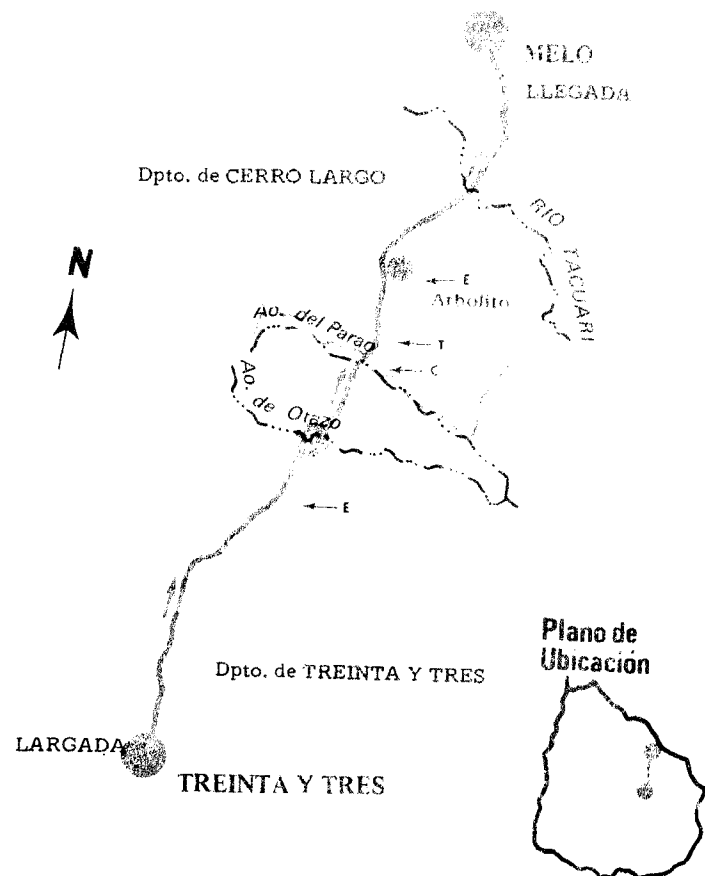 MELO
LLEGADA
Dpto. de CERRO LARGO
RIO TACUARI
N
E
Arbolito
Ao. del Parao
T
C
Ao. de Otazo
E
Plano de
Ubicación
Dpto. de TREINTA Y TRES
LARGADA
TREINTA Y TRES